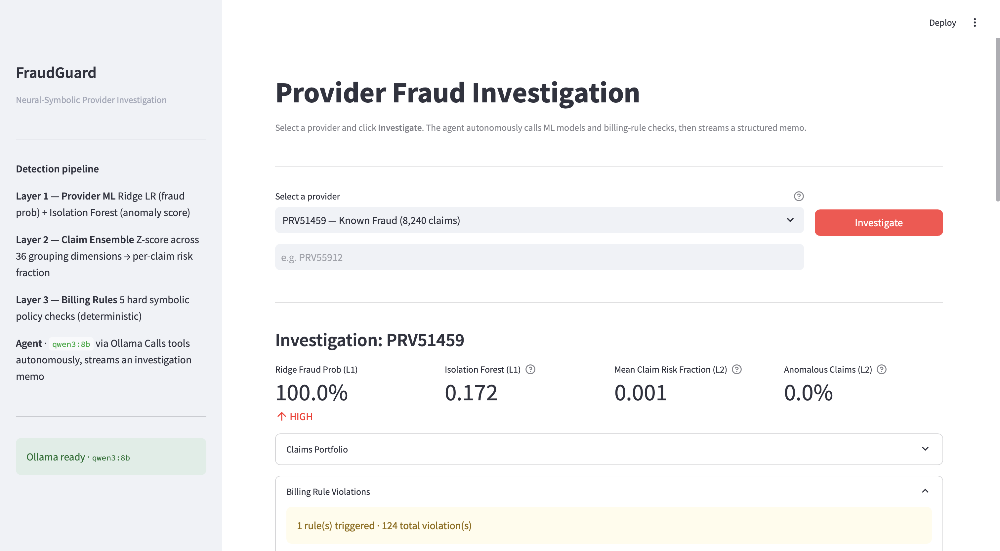 Deploy
FraudGuard
Neural-Symbolic Provider Investigation
Detection pipeline
Layer 1 — Provider ML Ridge LR (fraud
prob) + Isolation Forest (anomaly score)
Layer 2 — Claim Ensemble Z-score across
36 grouping dimensions → per-claim risk
fraction
Layer 3 — Billing Rules 5 hard symbolic
policy checks (deterministic)
Agent · qwen3:8b via Ollama Calls tools
autonomously, streams an investigation
memo
Ollama ready · qwen3:8b
Provider Fraud Investigation
Select a provider and click Investigate. The agent autonomously calls ML models and billing-rule checks, then streams a structured memo.
Select a provider
PRV51459 — Known Fraud (8,240 claims)
Investigate
e.g. PRV55912
Investigation: PRV51459
Ridge Fraud Prob (L1)
100.0%
↑ HIGH
Isolation Forest (L1)
0.172
Mean Claim Risk Fraction (L2)
0.001
Anomalous Claims (L2)
0.0%
Claims Portfolio
Billing Rule Violations
1 rule(s) triggered · 124 total violation(s)